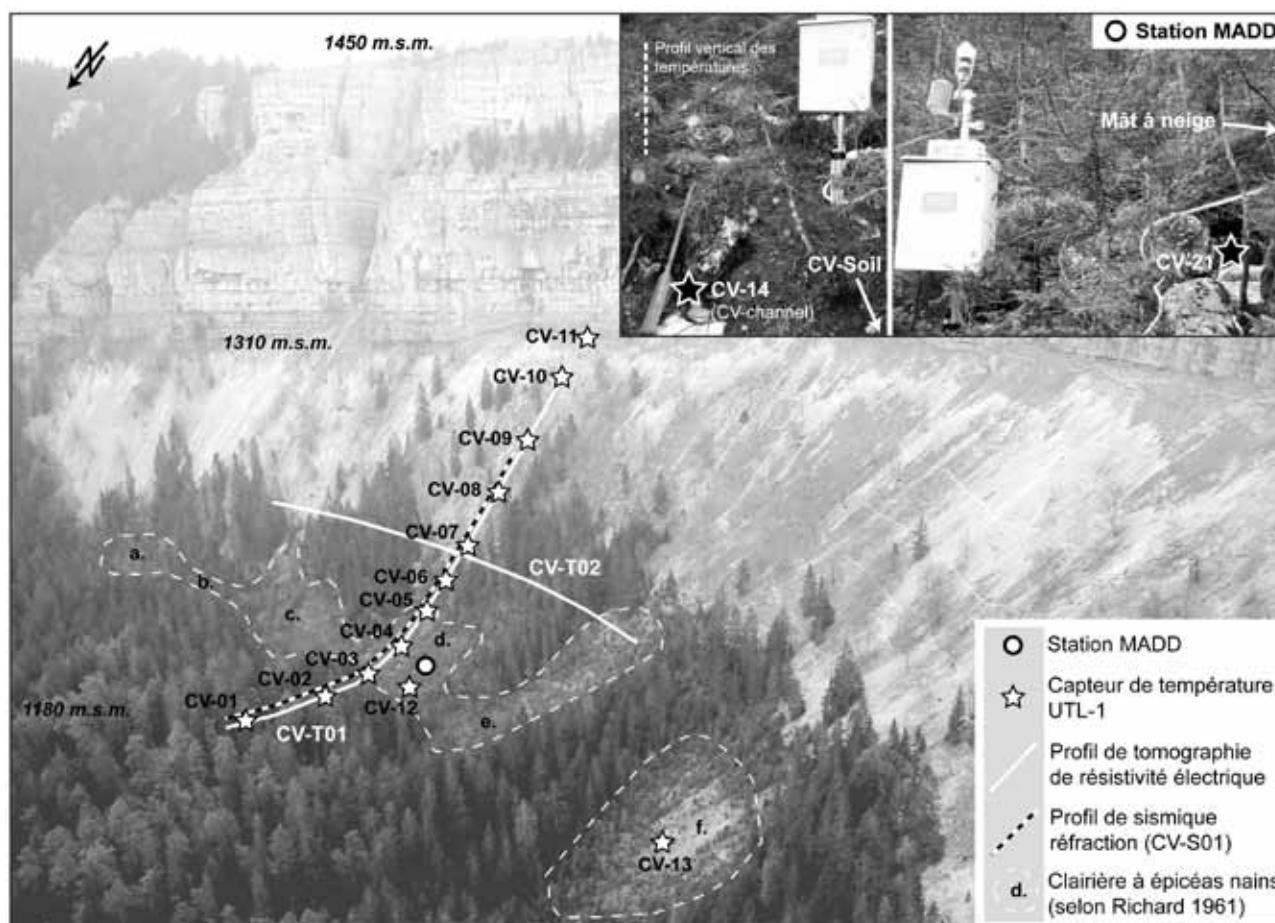 N
1450 m.s.m.
Profil vertical des
températures
Station MADD
Mât à neige
CV-14
(CV-channel)
CV-Soil
CV-21
1310 m.s.m.
CV-11
CV-10
CV-09
CV-08
CV-07
CV-T02
a.
b.
c.
CV-06
CV-05
CV-04
d.
CV-03
CV-02
CV-01
CV-12
1180 m.s.m.
CV-T01
e.
f.
CV-13
Station MADD
Capteur de température
UTL-1
Profil de tomographie
de résistivité électrique
Profil de sismique
réfraction (CV-S01)
d. Clairière à épicéas nains
(selon Richard 1961)